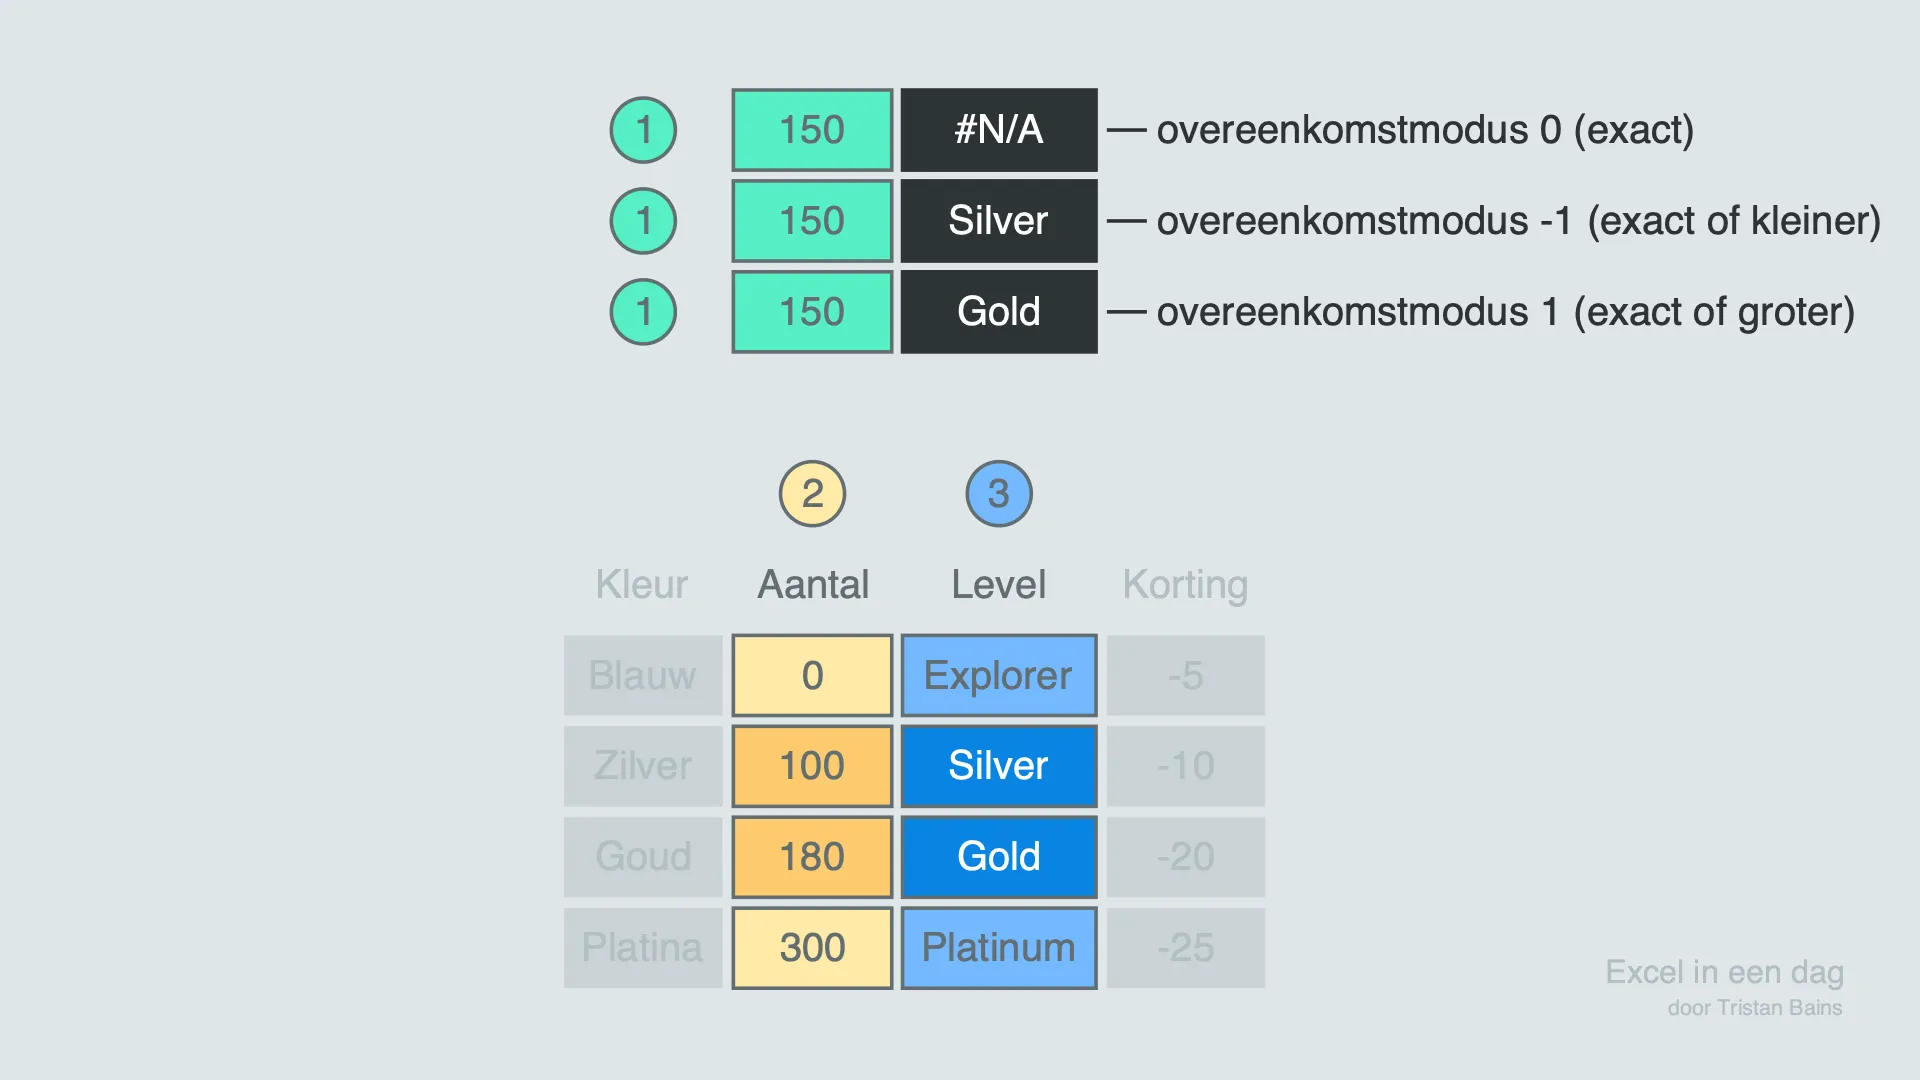 1 150 #N/A — overeenkomstmodus 0 (exact)
1 150 Silver — overeenkomstmodus -1 (exact of kleiner)
1 150 Gold — overeenkomstmodus 1 (exact of groter)
2 3
Kleur Aantal Level Korting
Blauw 0 Explorer -5
Zilver 100 Silver -10
Goud 180 Gold -20
Platina 300 Platinum -25
Excel in een dag
door Tristan Bains